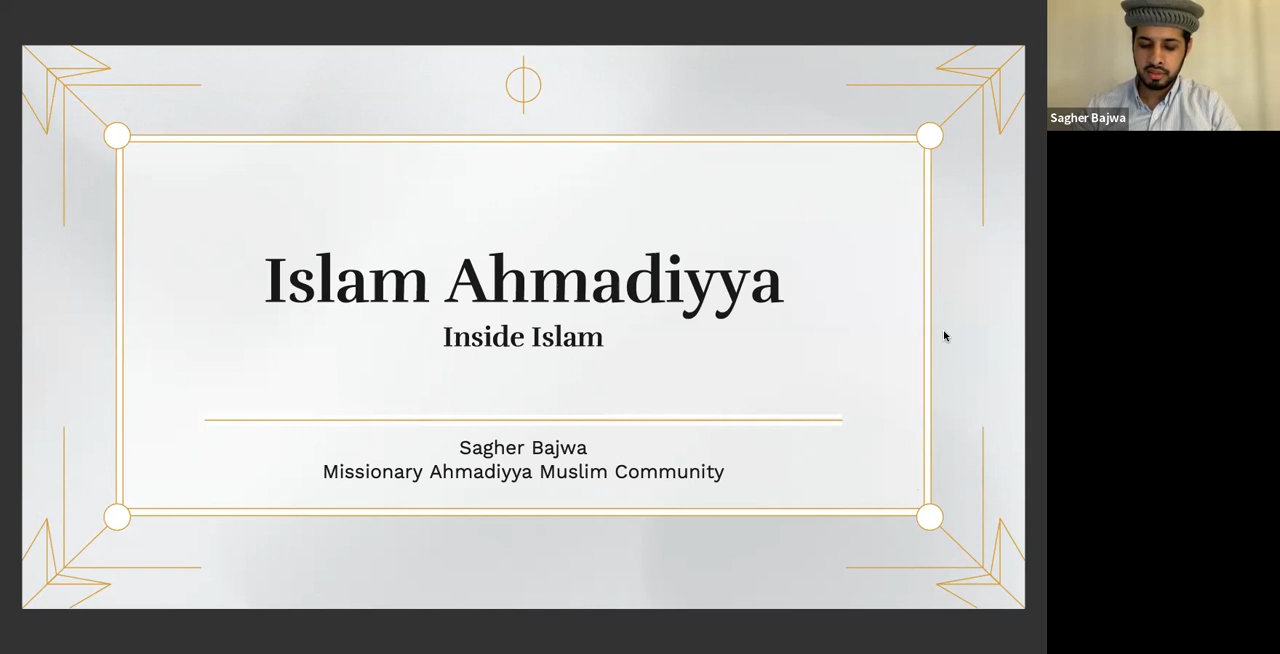 Islam Ahmadiyya
Inside Islam
Sagher Bajwa
Missionary Ahmadiyya Muslim Community
Sagher Bajwa